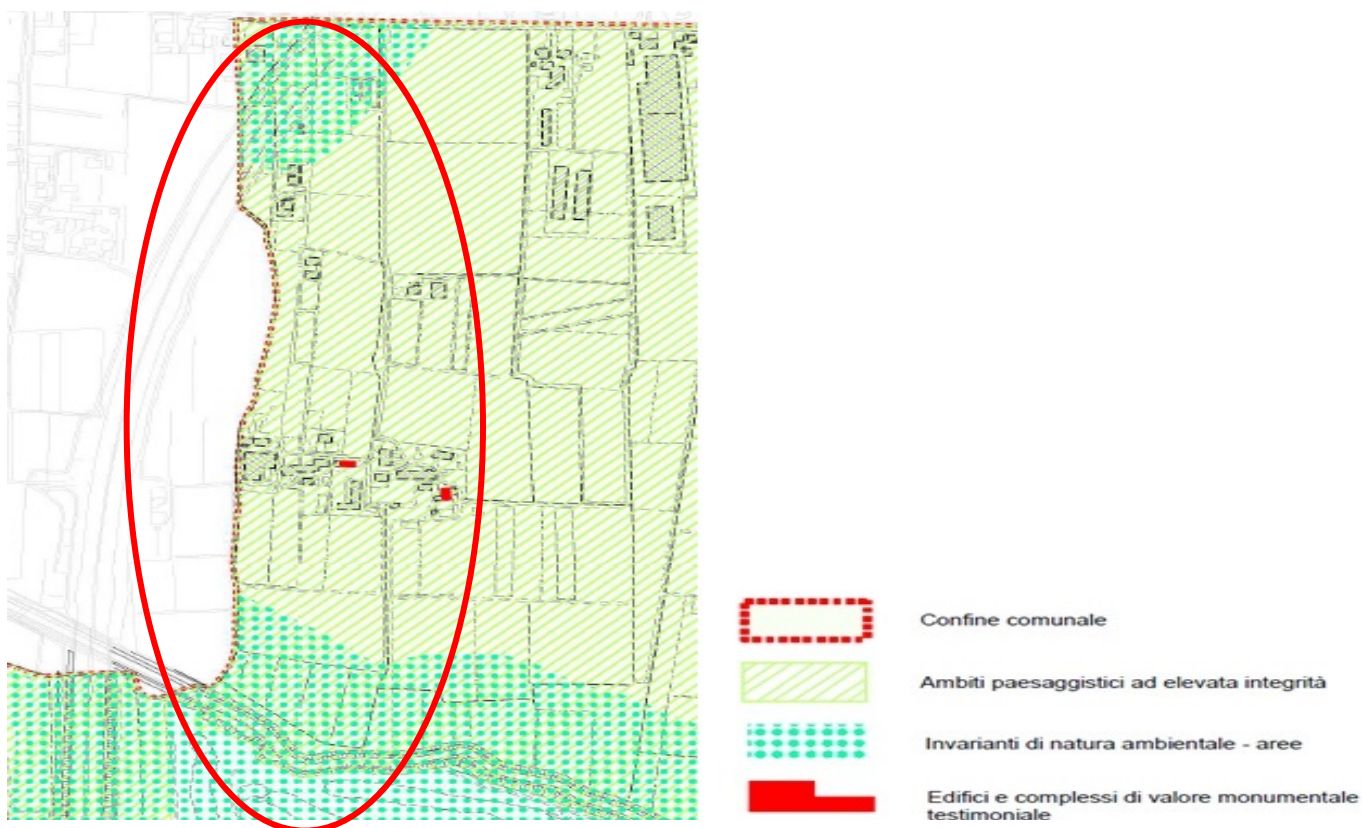 Confine comunale
Ambiti paesaggistici ad elevata integrità
Invarianti di natura ambientale - aree
Edifici e complessi di valore monumentale
testimoniale